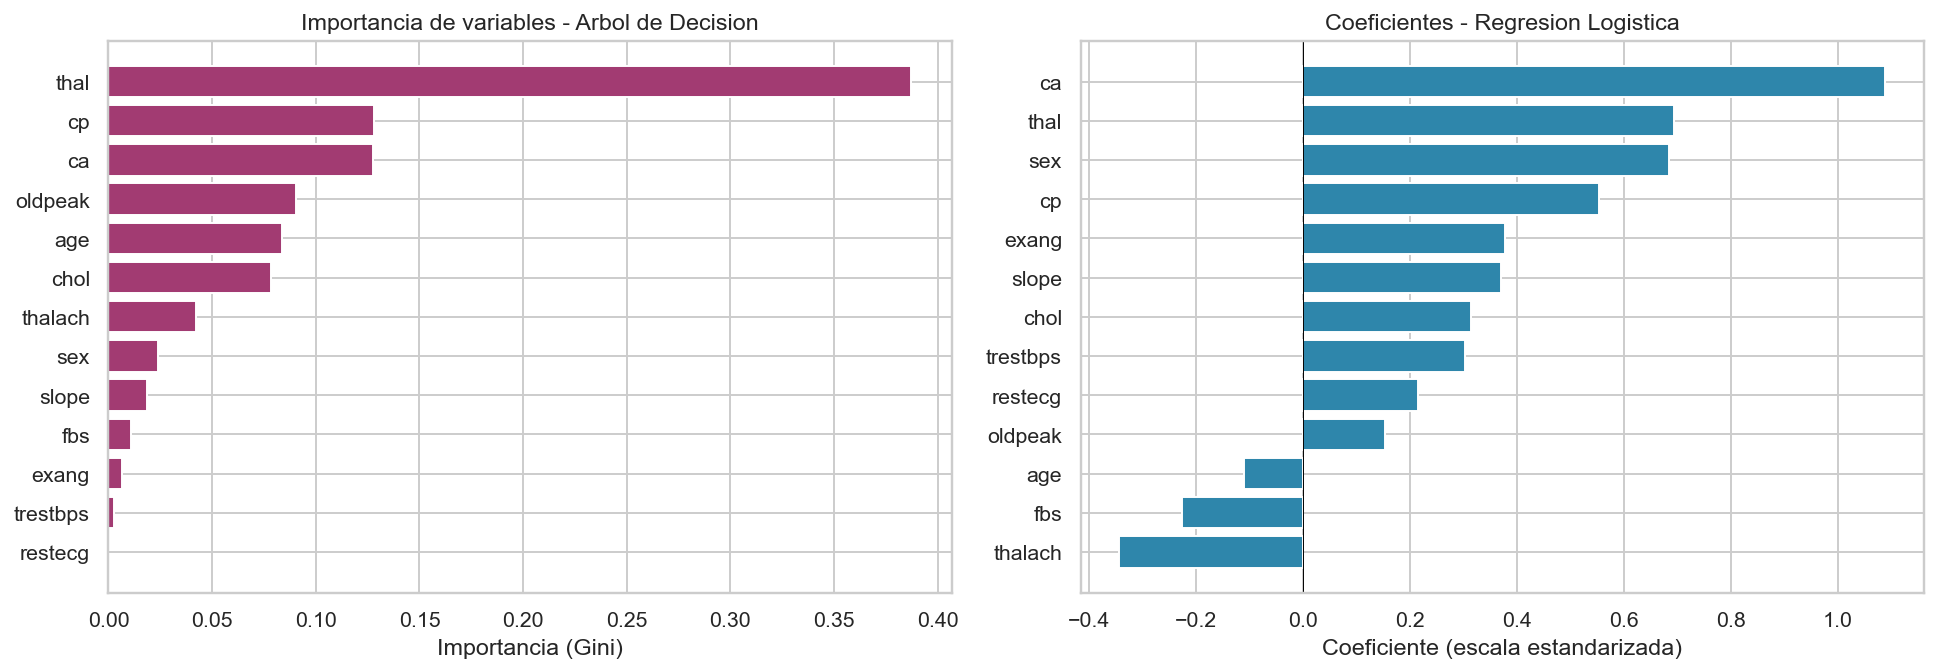 Importancia de variables - Arbol de Decision
thal
cp
ca
oldpeak
age
chol
thalach
sex
slope
fbs
exang
trestbps
restecg
0.00 0.05 0.10 0.15 0.20 0.25 0.30 0.35 0.40
Importancia (Gini)
Coeficientes - Regresion Logistica
ca
thal
sex
cp
exang
slope
chol
trestbps
restecg
oldpeak
age
fbs
thalach
−0.4 −0.2 0.0 0.2 0.4 0.6 0.8 1.0
Coeficiente (escala estandarizada)